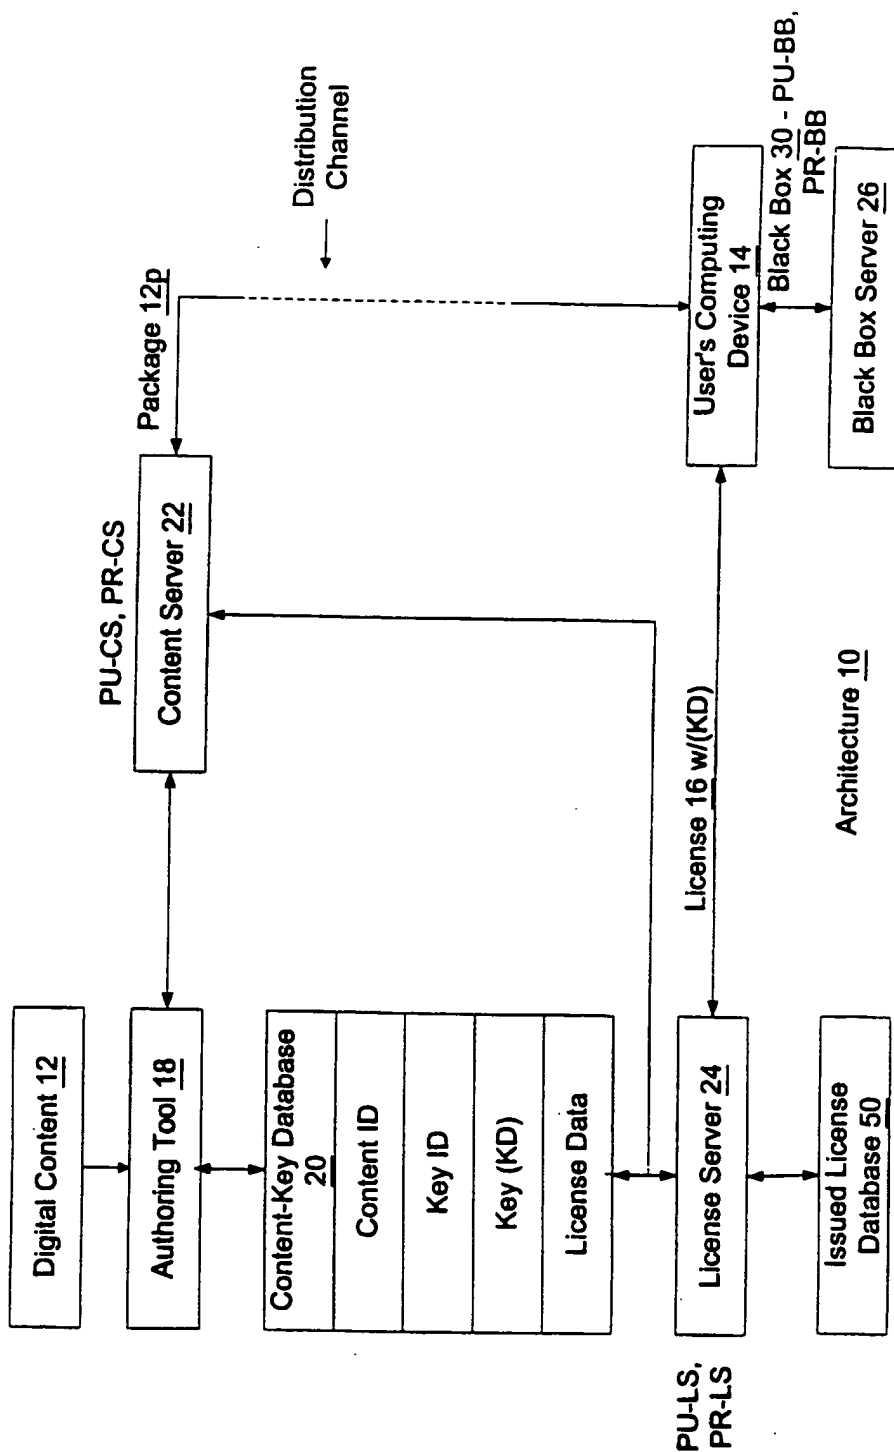 Digital Content 12
Authoring Tool 18
Content-Key Database
20
Content ID
Key ID
Key (KD)
License Data
PU-LS,
PR-LS
License Server 24
Issued License
Database 50
PU-CS, PR-CS
Content Server 22
Package 12p
Distribution
Channel
License 16 w/(KD)
User's Computing
Device 14
Black Box 30 - PU-BB,
PR-BB
Black Box Server 26
Architecture 10